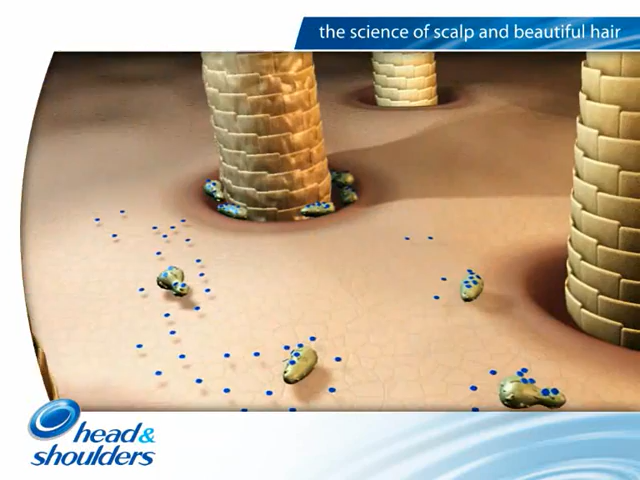 the science of scalp and beautiful hair
head&
shoulders